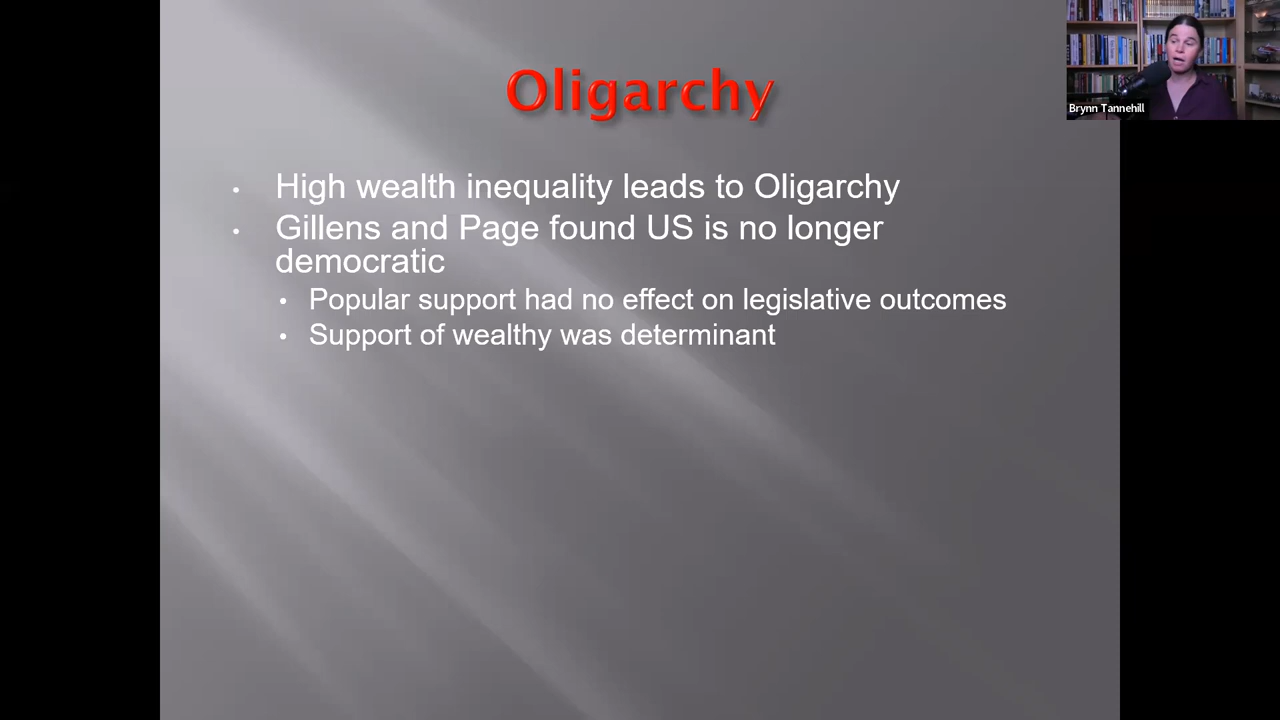 Oligarchy
Brynn Tannehill
• High wealth inequality leads to Oligarchy
• Gillens and Page found US is no longer
democratic
• Popular support had no effect on legislative outcomes
• Support of wealthy was determinant